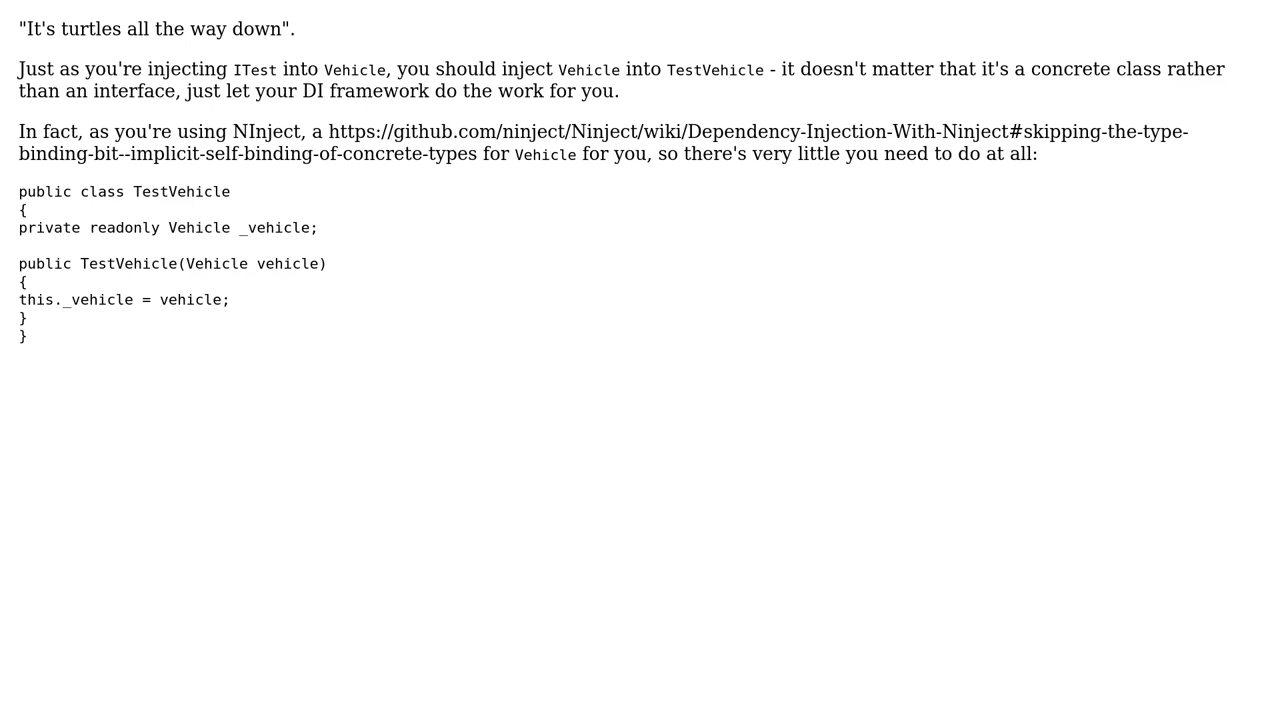 "It's turtles all the way down".
Just as you're injecting ITest into Vehicle, you should inject Vehicle into TestVehicle - it doesn't matter that it's a concrete class rather
than an interface, just let your DI framework do the work for you.
In fact, as you're using NInject, a https://github.com/ninject/Ninject/wiki/Dependency-Injection-With-Ninject#skipping-the-type-
binding-bit--implicit-self-binding-of-concrete-types for Vehicle for you, so there's very little you need to do at all:
public class TestVehicle
{
private readonly Vehicle _vehicle;
public TestVehicle(Vehicle vehicle)
{
this._vehicle = vehicle;
}
}